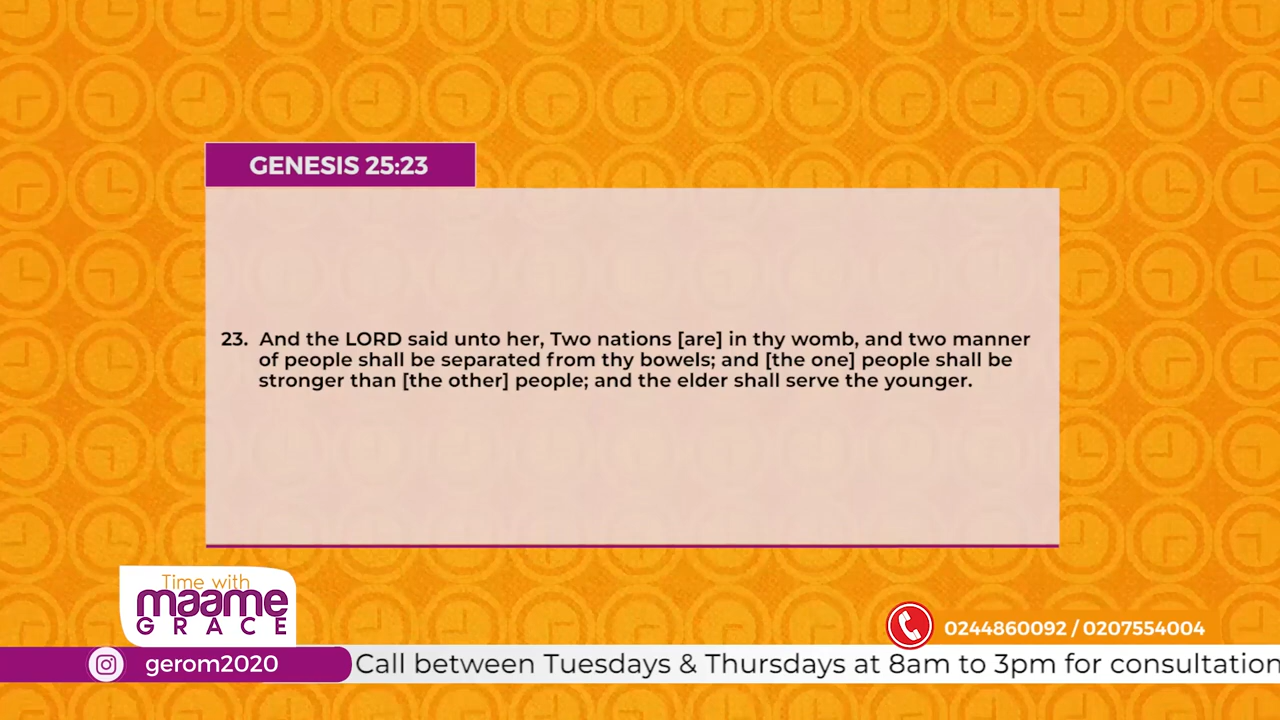 GENESIS 25:23
23. And the LORD said unto her, Two nations [are] in thy womb, and two manner
of people shall be separated from thy bowels; and [the one] people shall be
stronger than [the other] people; and the elder shall serve the younger.
Time with
maame
GRACE
0244860092 / 0207554004
gerom2020
Call between Tuesdays & Thursdays at 8am to 3pm for consultation